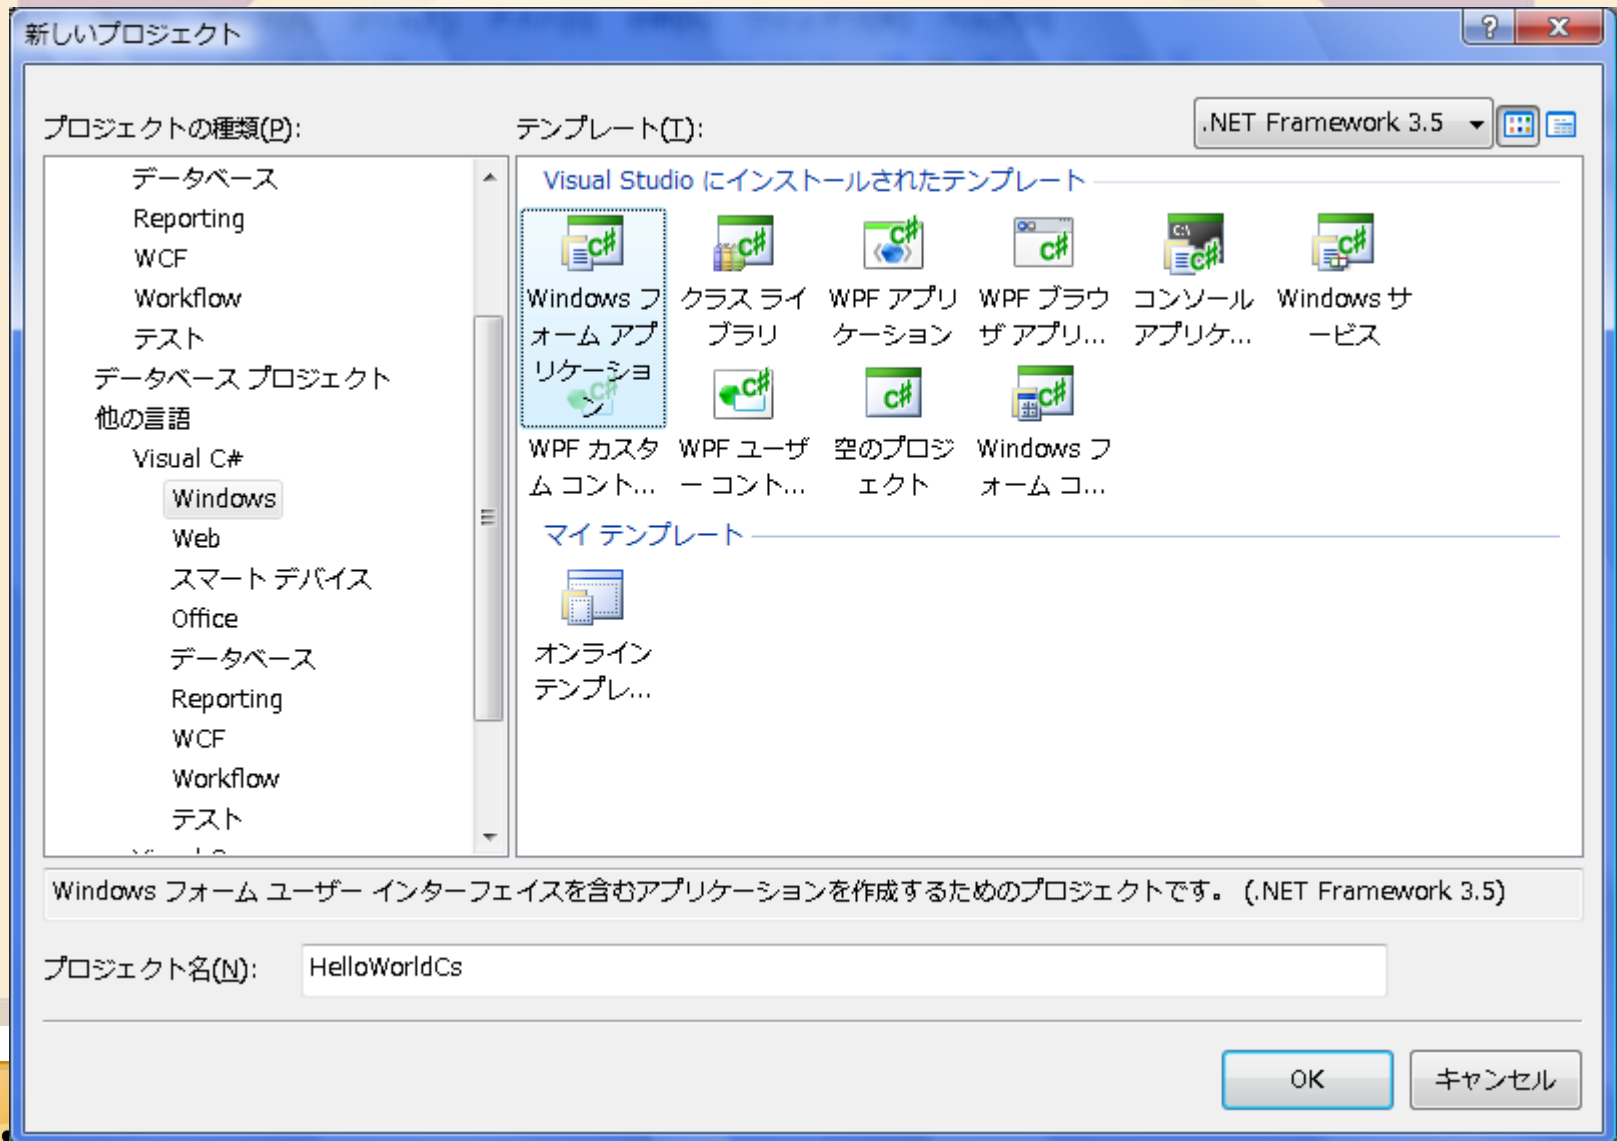 新しいプロジェクト
プロジェクトの種類(P):
データベース
Reporting
WCF
Workflow
テスト
データベース プロジェクト
他の言語
Visual C#
Windows
Web
スマート デバイス
Office
データベース
Reporting
WCF
Workflow
テスト
テンプレート(T):
.NET Framework 3.5
Visual Studio にインストールされたテンプレート
Windows フ
ォーム アプ
リケーショ
ン
クラス ライ
ブラリ
WPF アプリ
ケーション
WPF ブラウ
ザ アプリ...
コンソール
アプリケ...
Windows サ
ービス
WPF カスタ
ム コント...
WPF ユーザ
ー コント...
空のプロジ
ェクト
Windows フ
ォーム コ...
マイ テンプレート
オンライン
テンプレ...
Windows フォーム ユーザー インターフェイスを含むアプリケーションを作成するためのプロジェクトです。 (.NET Framework 3.5)
プロジェクト名(N):
HelloWorldCs
OK
キャンセル